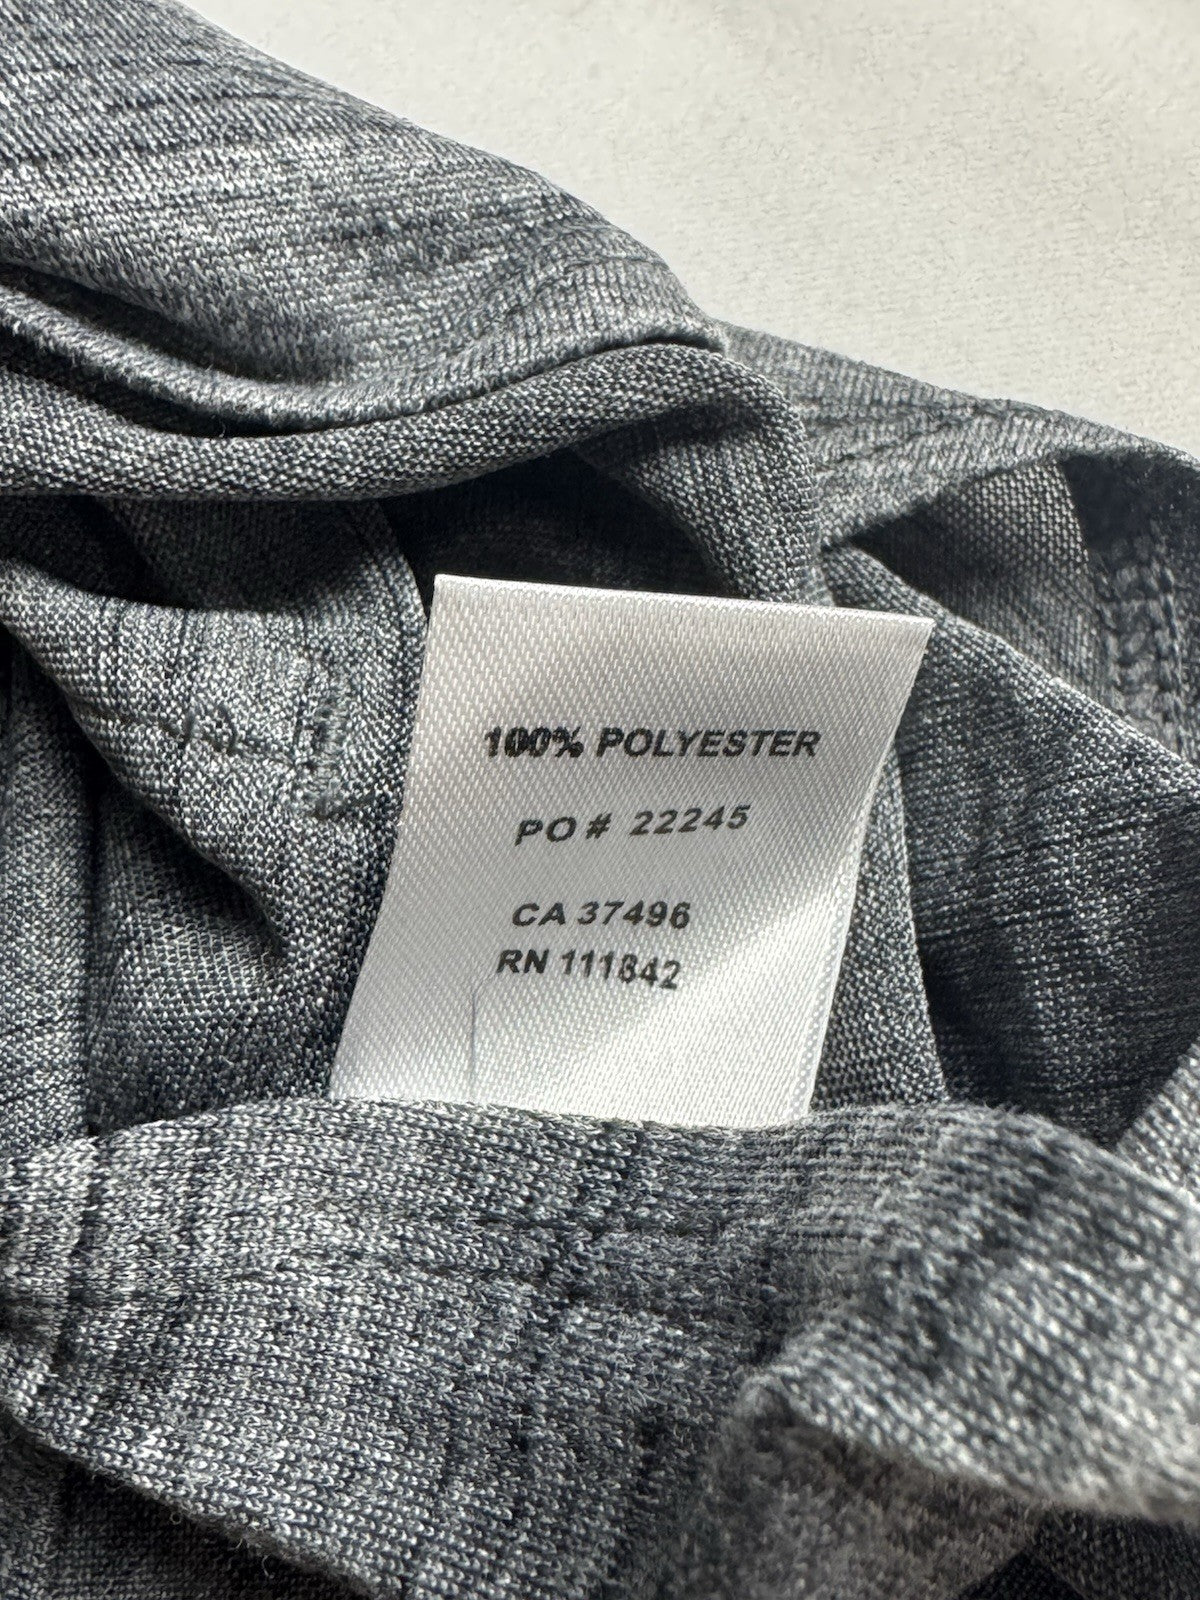 100% POLYESTER
PO # 22245
CA 37496
RN 111842